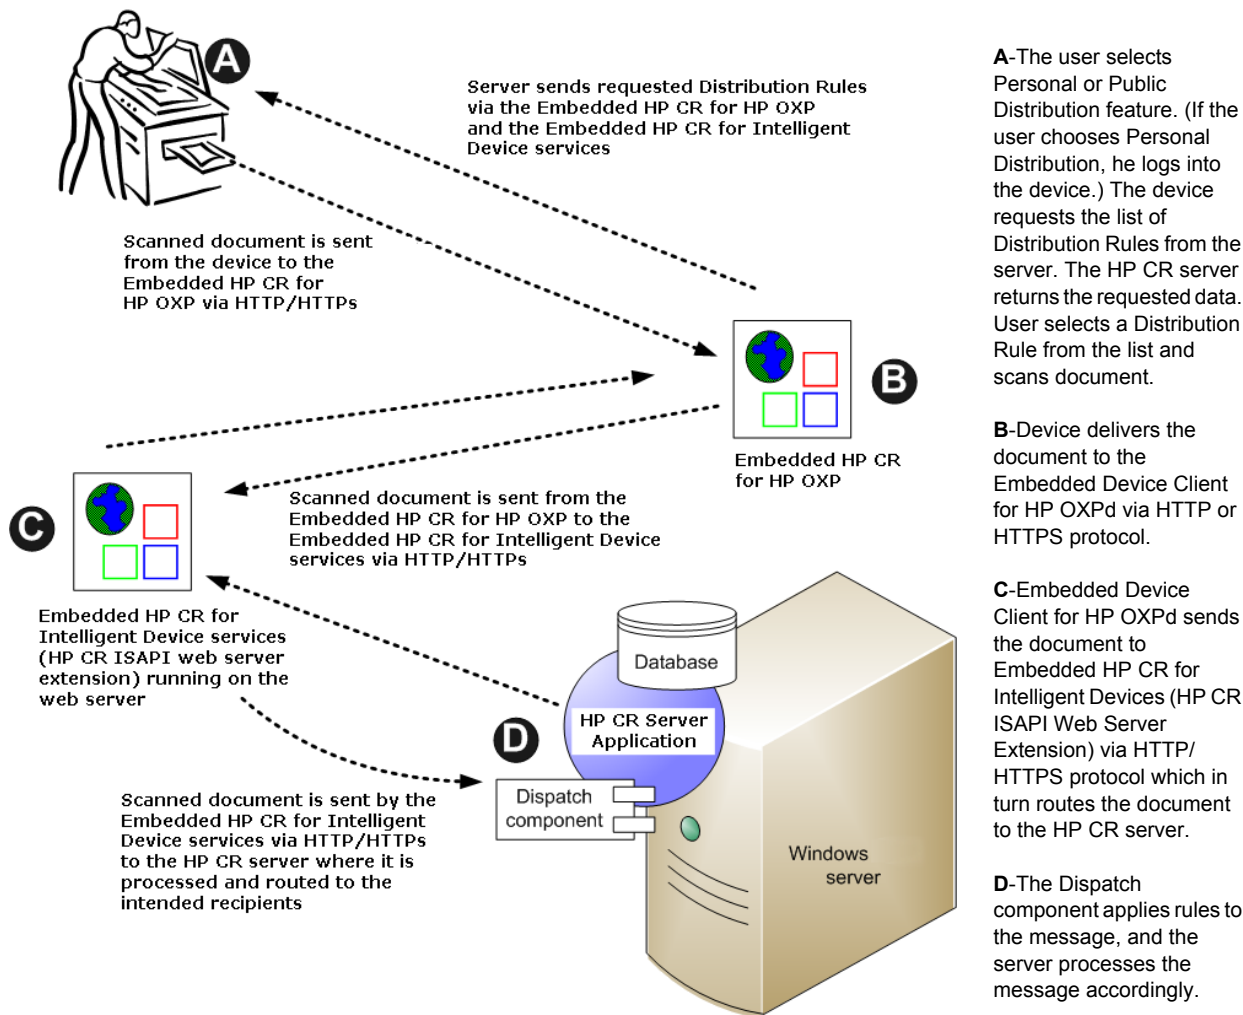 A
Server sends requested Distribution Rules
via the Embedded HP CR for HP OXP
and the Embedded HP CR for Intelligent
Device services
Scanned document is sent
from the device to the
Embedded HP CR for
HP OXP via HTTP/HTTPs
B
Embedded HP CR
for HP OXP
C
Scanned document is sent from the
Embedded HP CR for HP OXP to the
Embedded HP CR for Intelligent Device
services via HTTP/HTTPs
Embedded HP CR for
Intelligent Device services
(HP CR ISAPI web server
extension) running on the
web server
Database
HP CR Server
Application
D
Dispatch
component
Windows
server
Scanned document is sent by the
Embedded HP CR for Intelligent
Device services via HTTP/HTTPs
to the HP CR server where it is
processed and routed to the
intended recipients
A-The user selects
Personal or Public
Distribution feature. (If the
user chooses Personal
Distribution, he logs into
the device.) The device
requests the list of
Distribution Rules from the
server. The HP CR server
returns the requested data.
User selects a Distribution
Rule from the list and
scans document.
B-Device delivers the
document to the
Embedded Device Client
for HP OXPd via HTTP or
HTTPS protocol.
C-Embedded Device
Client for HP OXPd sends
the document to
Embedded HP CR for
Intelligent Devices (HP CR
ISAPI Web Server
Extension) via HTTP/
HTTPS protocol which in
turn routes the document
to the HP CR server.
D-The Dispatch
component applies rules to
the message, and the
server processes the
message accordingly.